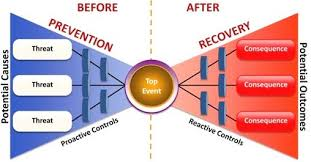 BEFORE
AFTER
PREVENTION
RECOVERY
Potential Causes
Threat
Threat
Threat
Proactive Controls
Top
Event
Consequence
Consequence
Consequence
Reactive Controls
Potential Outcomes